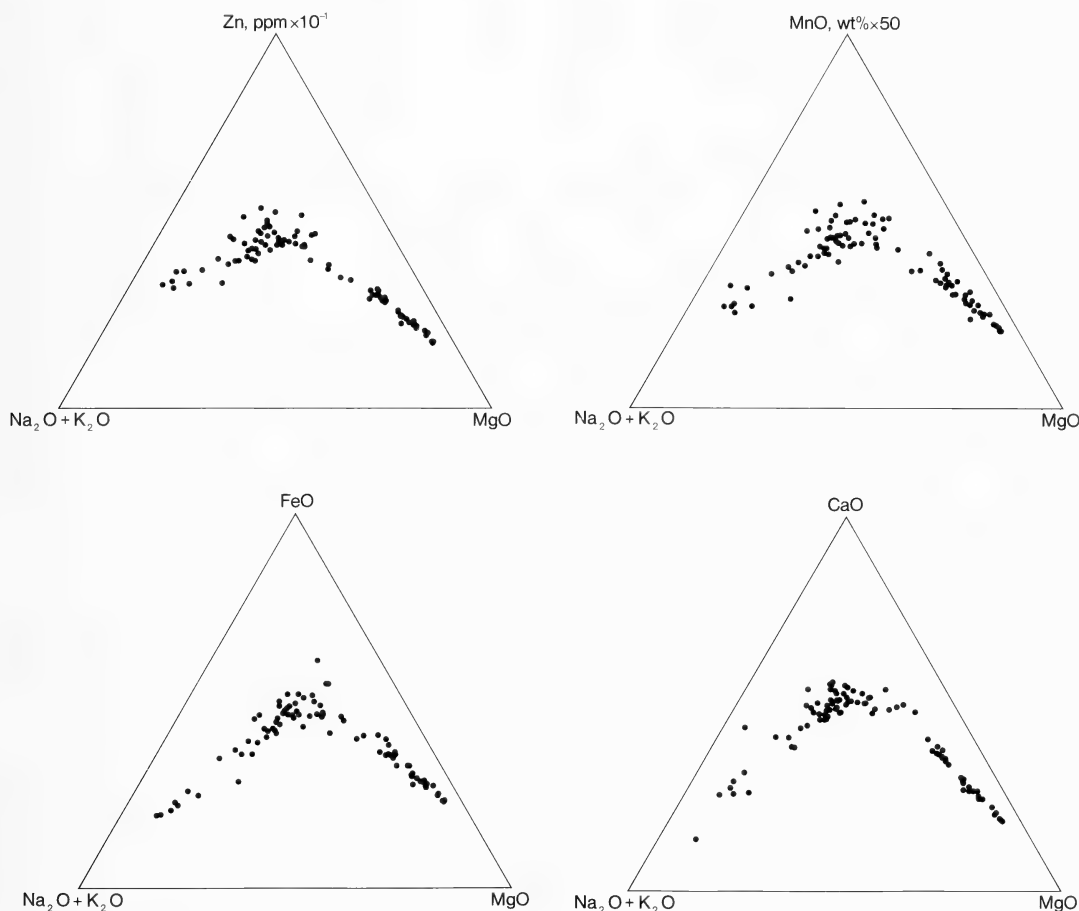 Zn, ppm×10⁻¹
Na₂O+K₂O
MgO
MnO, wt%×50
Na₂O+K₂O
MgO
FeO
Na₂O+K₂O
MgO
CaO
Na₂O+K₂O
MgO